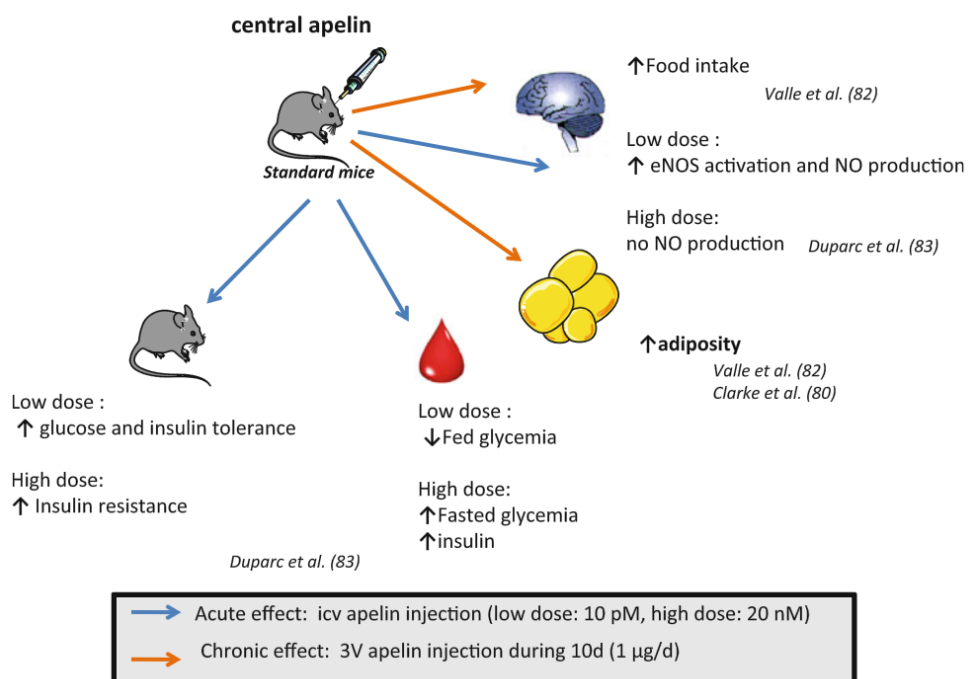 central apelin
Standard mice
↑Food intake
Valle et al. (82)
Low dose :
↑ eNOS activation and NO production
High dose:
no NO production Duparc et al. (83)
↑adiposity
Valle et al. (82)
Clarke et al. (80)
Low dose :
↑ glucose and insulin tolerance
High dose:
↑ Insulin resistance
Low dose :
↓Fed glycemia
High dose:
↑Fasted glycemia
↑insulin
Duparc et al. (83)
Acute effect: icv apelin injection (low dose: 10 pM, high dose: 20 nM)
Chronic effect: 3V apelin injection during 10d (1 μg/d)